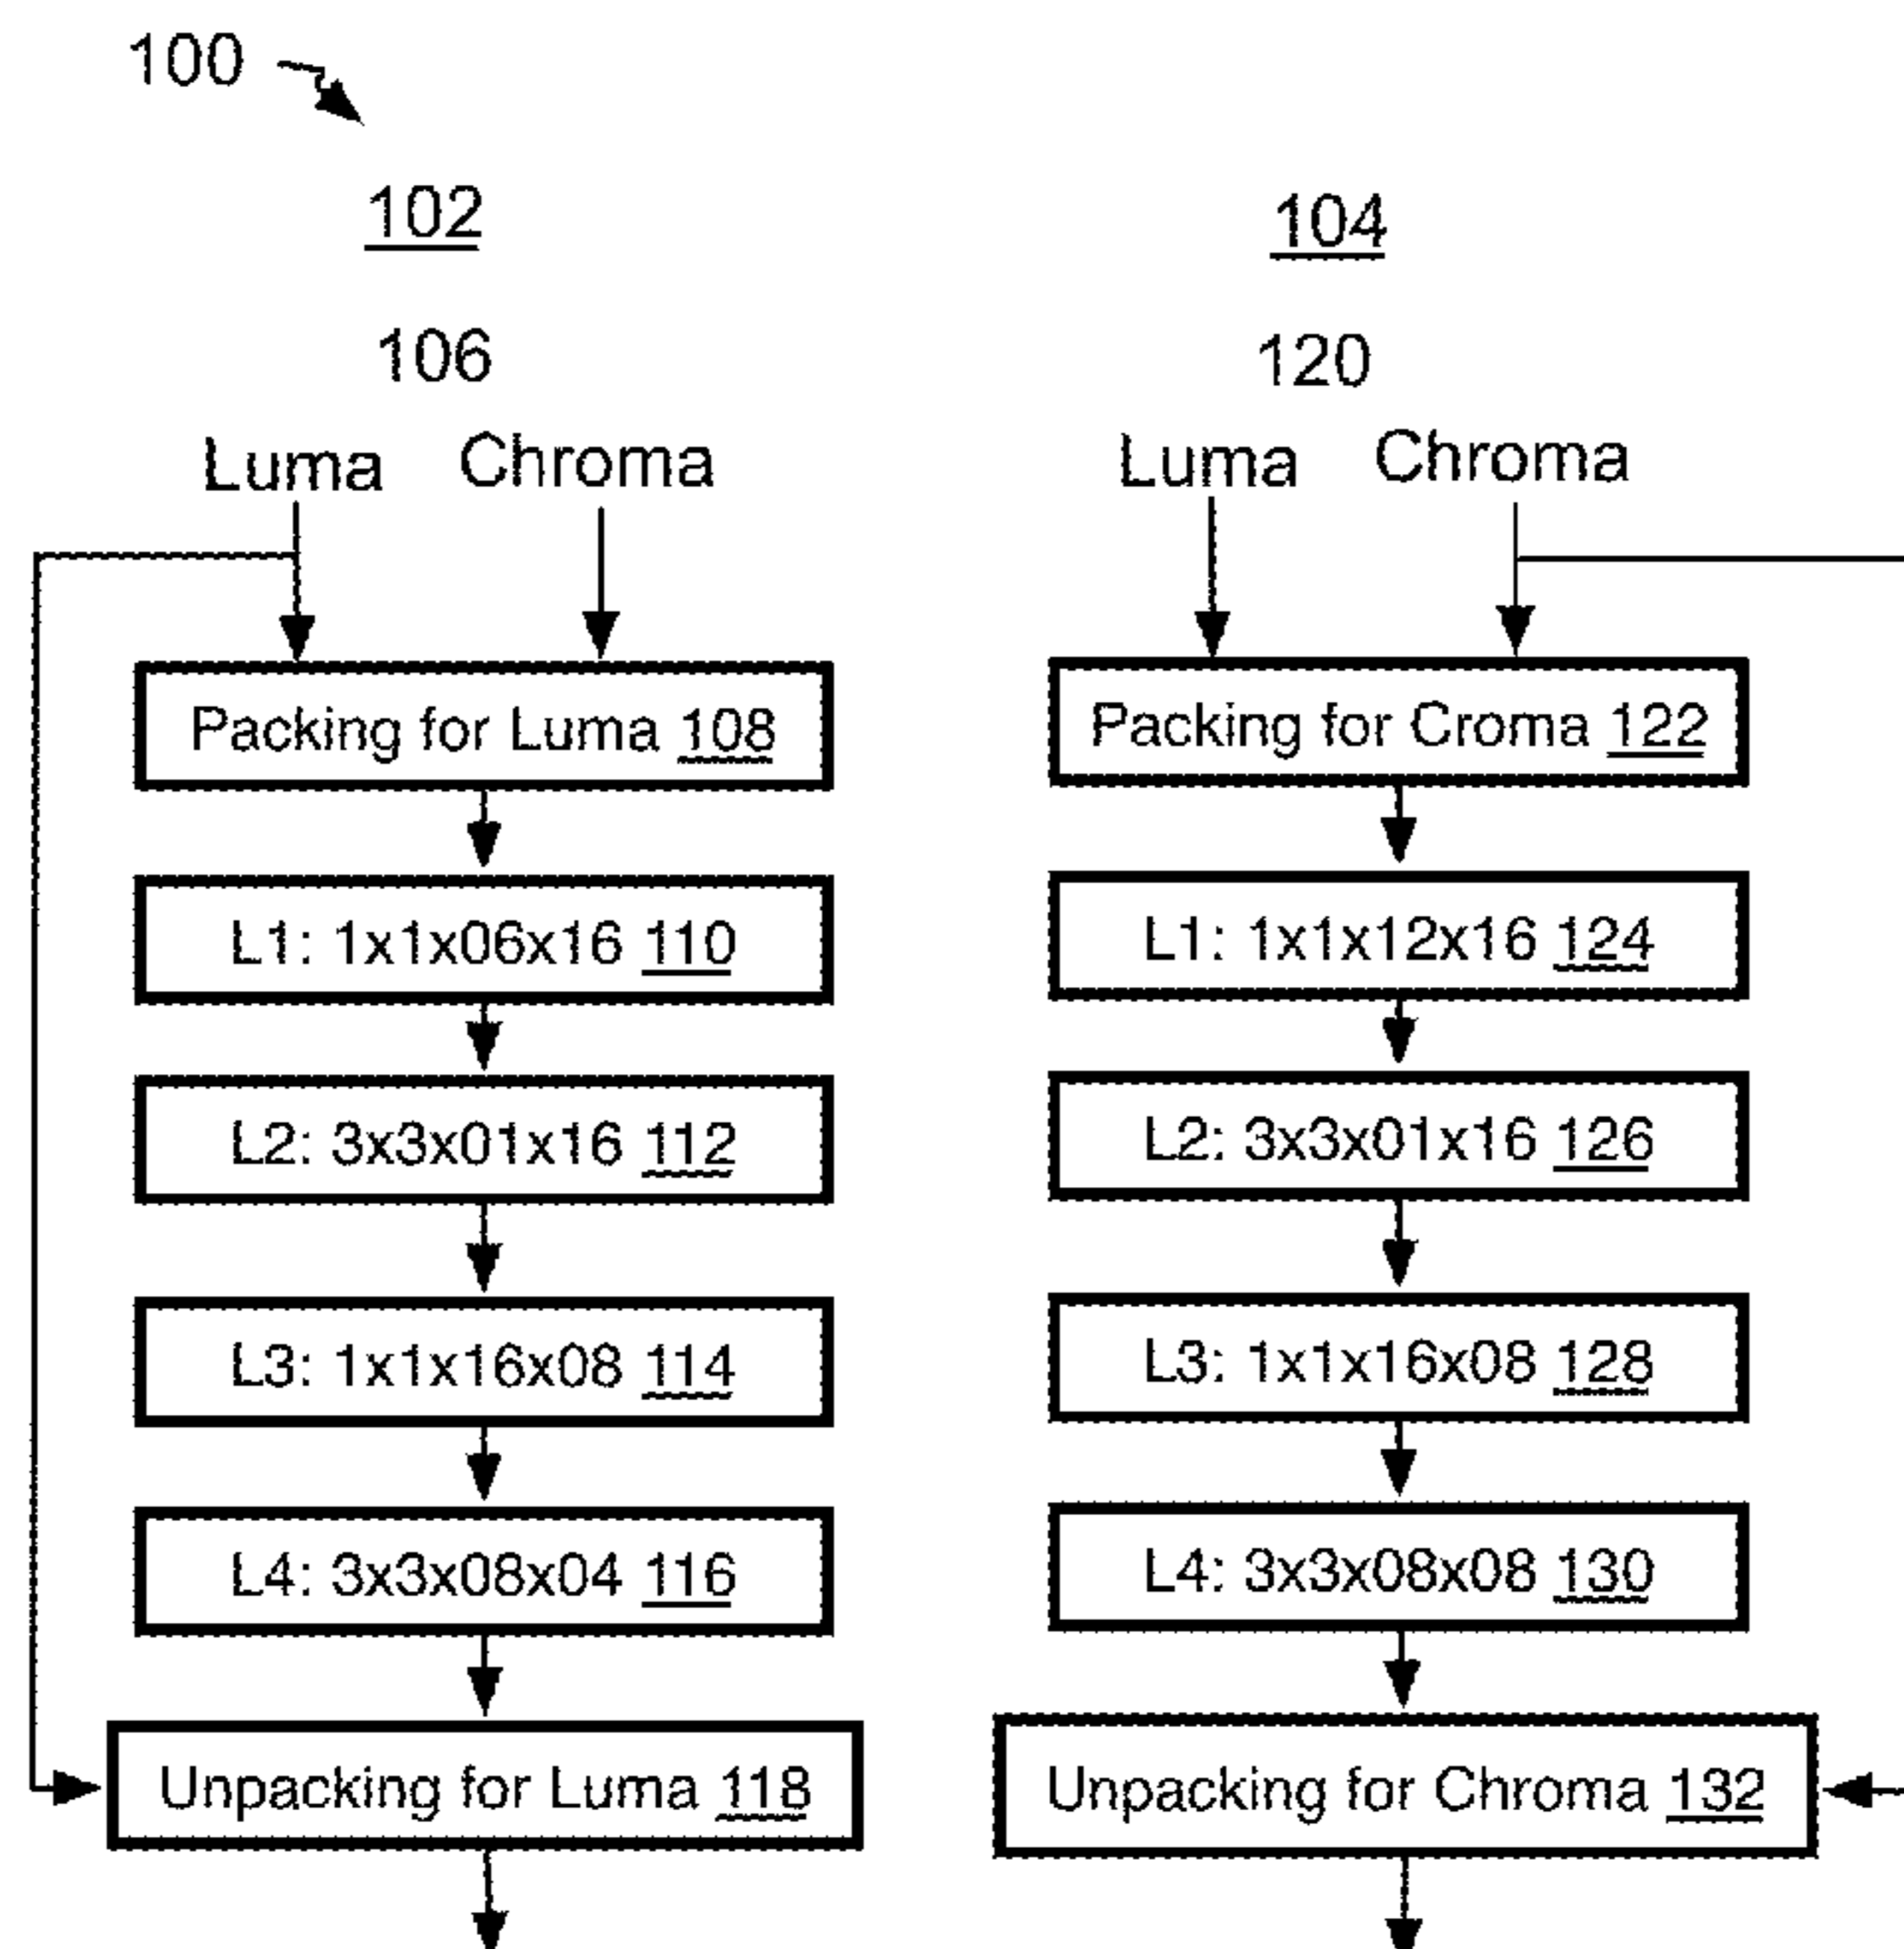 100
102
106
Luma Chroma
Packing for Luma 108
L1: 1x1x06x16 110
L2: 3x3x01x16 112
L3: 1x1x16x08 114
L4: 3x3x08x04 116
Unpacking for Luma 118
104
120
Luma Chroma
Packing for Croma 122
L1: 1x1x12x16 124
L2: 3x3x01x16 126
L3: 1x1x16x08 128
L4: 3x3x08x08 130
Unpacking for Chroma 132